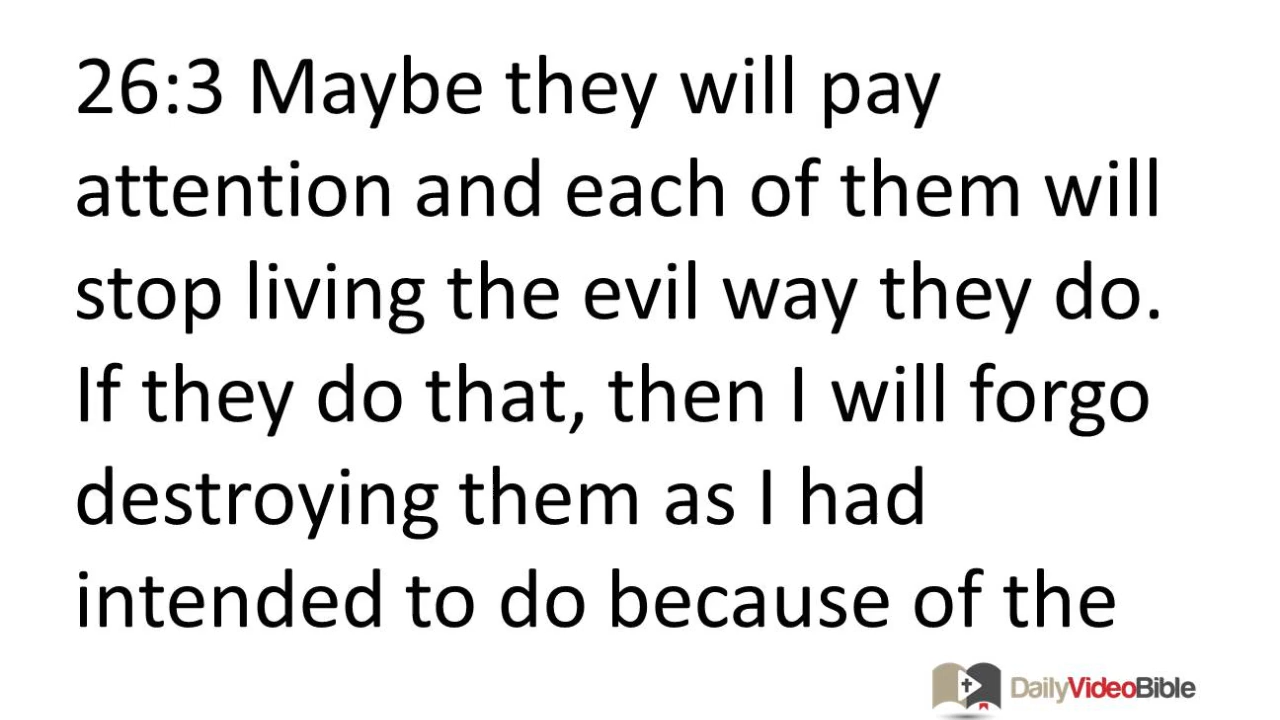 26:3 Maybe they will pay
attention and each of them will
stop living the evil way they do.
If they do that, then I will forgo
destroying them as I had
intended to do because of the
DailyVideoBible